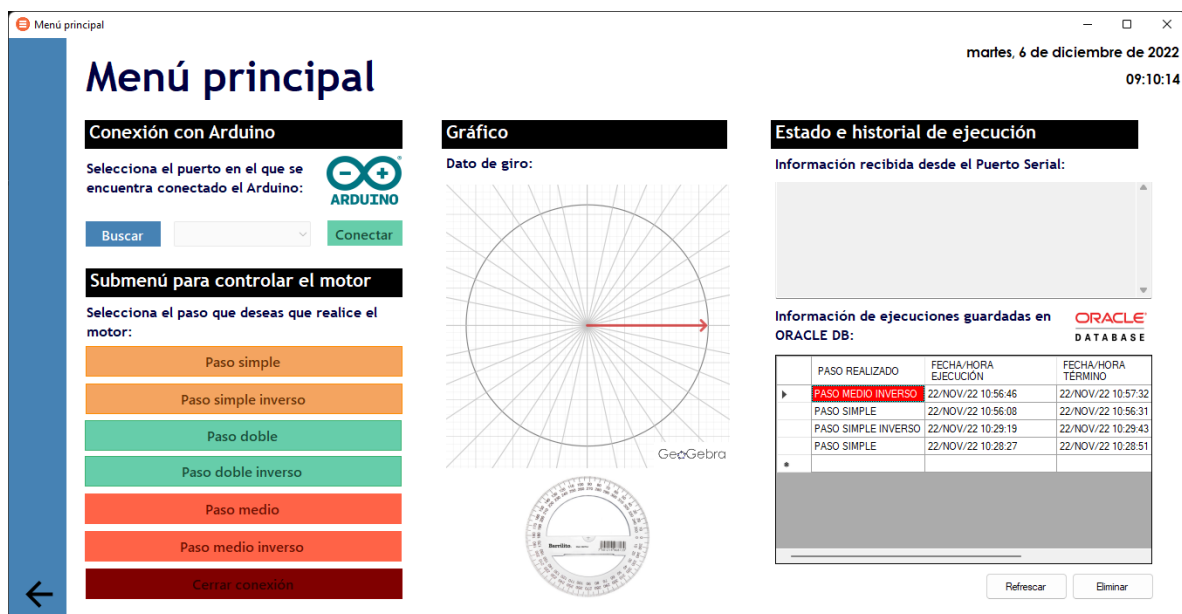 Menú principal
martes, 6 de diciembre de 2022
09:10:14
Menú principal
Conexión con Arduino
Selecciona el puerto en el que se
encuentra conectado el Arduino:
ARDUINO
Buscar
Conectar
Submenú para controlar el motor
Selecciona el paso que deseas que realice el
motor:
Paso simple
Paso simple inverso
Paso doble
Paso doble inverso
Paso medio
Paso medio inverso
Cerrar conexión
Gráfico
Dato de giro:
GeoGebra
Barrilito
Estado e historial de ejecución
Información recibida desde el Puerto Serial:
Información de ejecuciones guardadas en
ORACLE DB:
ORACLE
DATABASE
PASO REALIZADO FECHA/HORA EJECUCIÓN FECHA/HORA TÉRMINO
PASO MEDIO INVERSO 22/NOV/22 10:56:46 22/NOV/22 10:57:32
PASO SIMPLE 22/NOV/22 10:56:08 22/NOV/22 10:56:31
PASO SIMPLE INVERSO 22/NOV/22 10:29:19 22/NOV/22 10:29:43
PASO SIMPLE 22/NOV/22 10:28:27 22/NOV/22 10:28:51
Refrescar
Eliminar